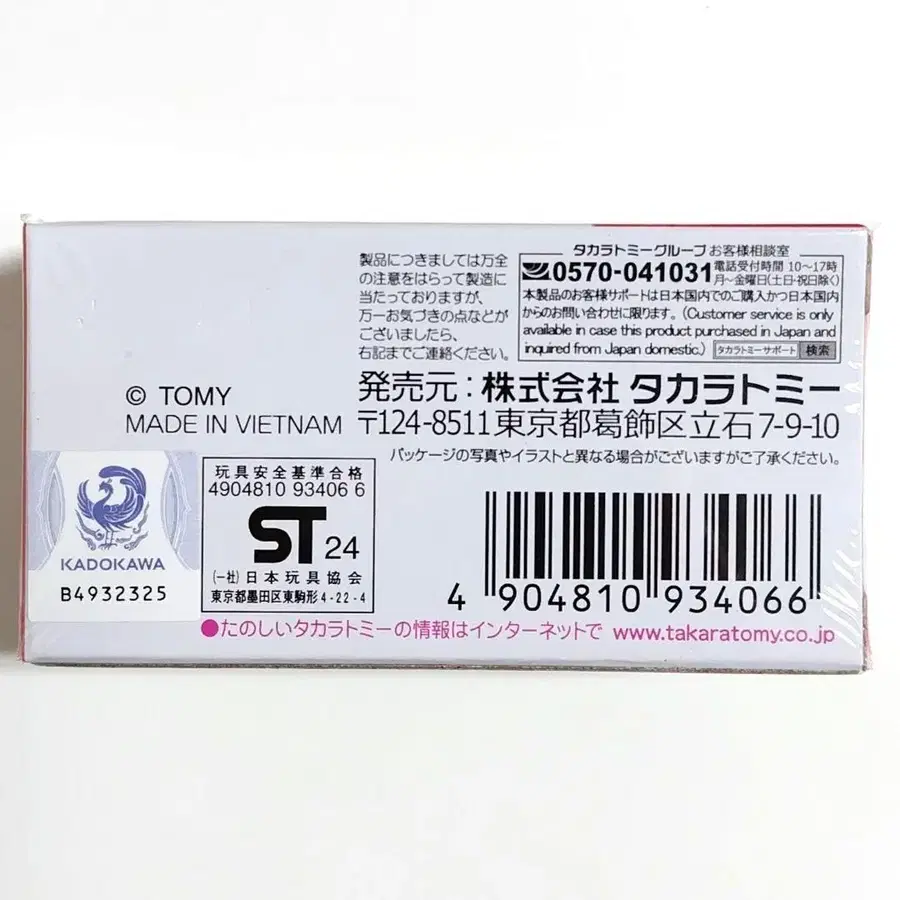 製品につきましては万全
の注意をはらって製造に
当たっておりますが、
万一お気づきの点などが
ございましたら、
右記までご連絡ください。
タカラトミーグループ お客様相談室
0570-041031 電話受付時間 10～17時
月～金曜日(土日・祝日除く)
本製品のお客様サポートは日本国内でのご購入かつ日本国内
からのお問い合わせに限ります。(Customer service is only
available in case this product purchased in Japan and
inquired from Japan domestic.) タカラトミーサポート 検索
© TOMY
MADE IN VIETNAM
発売元：株式会社 タカラトミー
〒124-8511 東京都葛飾区立石7-9-10
パッケージの写真やイラストと異なる場合がございますがご了承ください。
KADOKAWA
B4932325
玩具安全基準合格
4904810 93406 6
ST 24
(一社)日本玩具協会
東京都墨田区東駒形4-22-4
4 904810 934066
●たのしいタカラトミーの情報はインターネットで www.takaratomy.co.jp